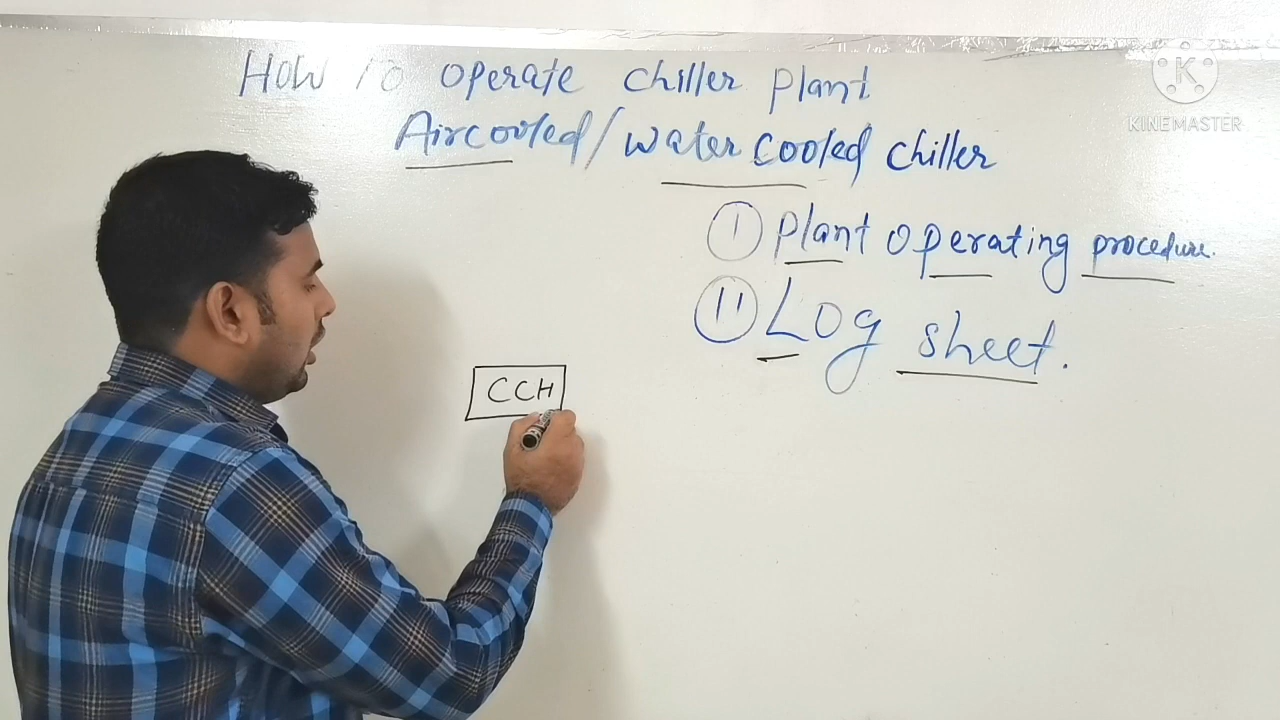 How To operate chiller plant
Aircooled/water cooled chiller
I plant operating procedure.
II Log sheet.
CCH
K
KINEMASTER